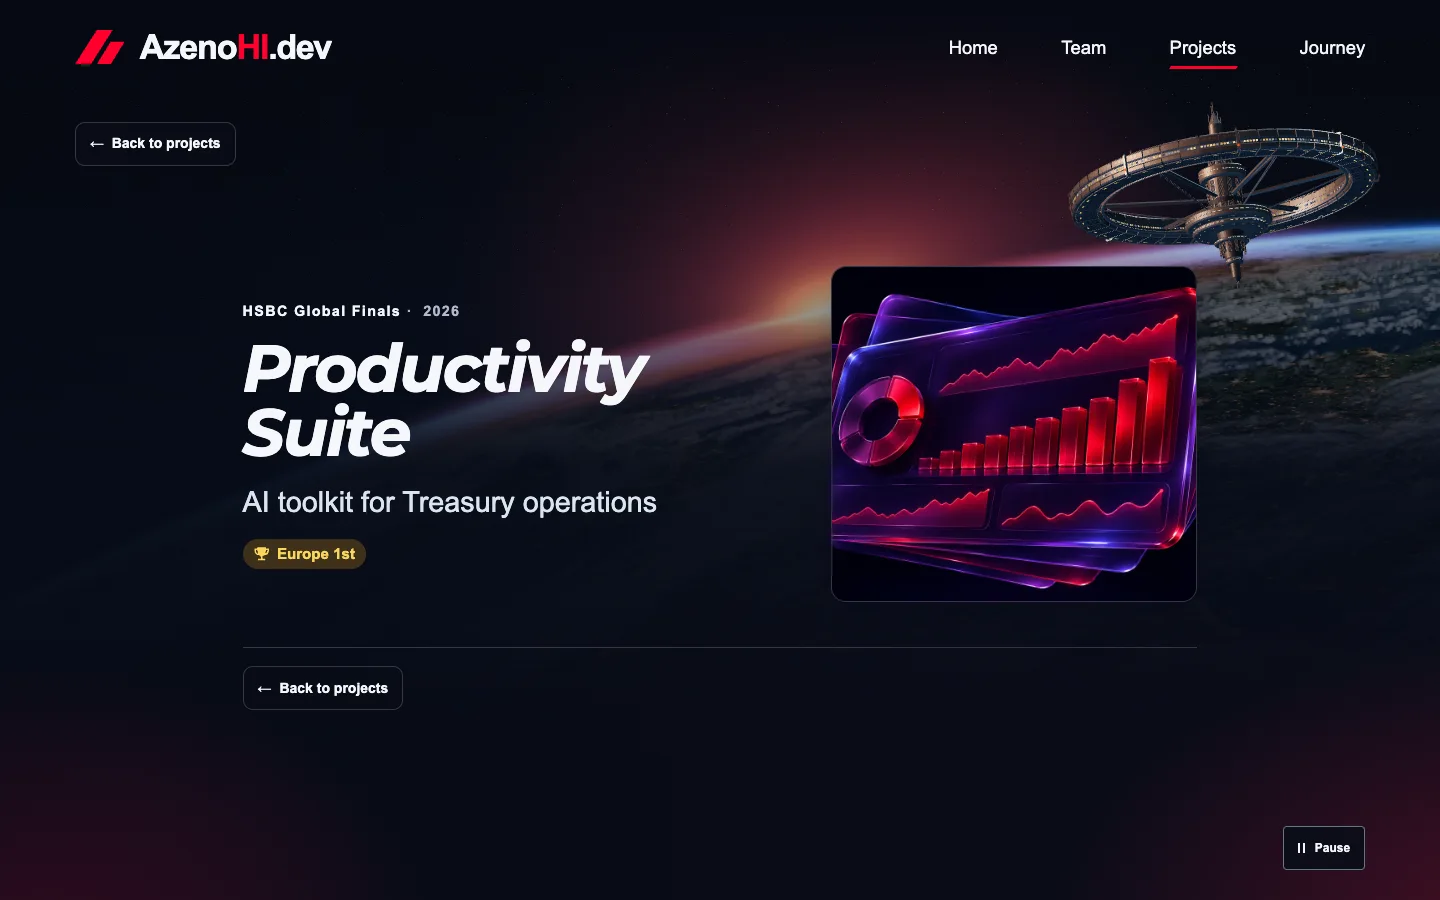 AzenoHI.dev
Home
Team
Projects
Journey
← Back to projects
HSBC Global Finals · 2026
Productivity
Suite
AI toolkit for Treasury operations
Europe 1st
← Back to projects
Pause